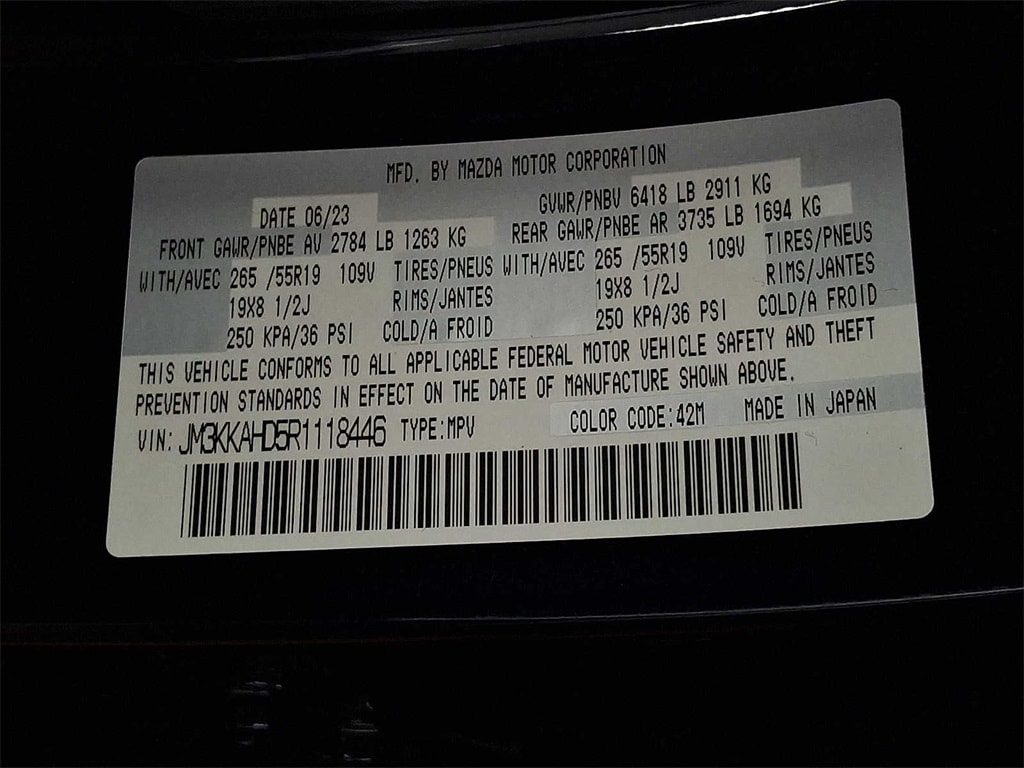 MFD. BY MAZDA MOTOR CORPORATION
DATE 06/23 GVWR/PNBV 6418 LB 2911 KG
FRONT GAWR/PNBE AV 2784 LB 1263 KG REAR GAWR/PNBE AR 3735 LB 1694 KG
WITH/AVEC 265 /55R19 109V TIRES/PNEUS WITH/AVEC 265 /55R19 109V TIRES/PNEUS
19X8 1/2J RIMS/JANTES 19X8 1/2J RIMS/JANTES
250 KPA/36 PSI COLD/A FROID 250 KPA/36 PSI COLD/A FROID
THIS VEHICLE CONFORMS TO ALL APPLICABLE FEDERAL MOTOR VEHICLE SAFETY AND THEFT
PREVENTION STANDARDS IN EFFECT ON THE DATE OF MANUFACTURE SHOWN ABOVE.
VIN: JM3KKAHD5R1118446 TYPE:MPV COLOR CODE:42M MADE IN JAPAN